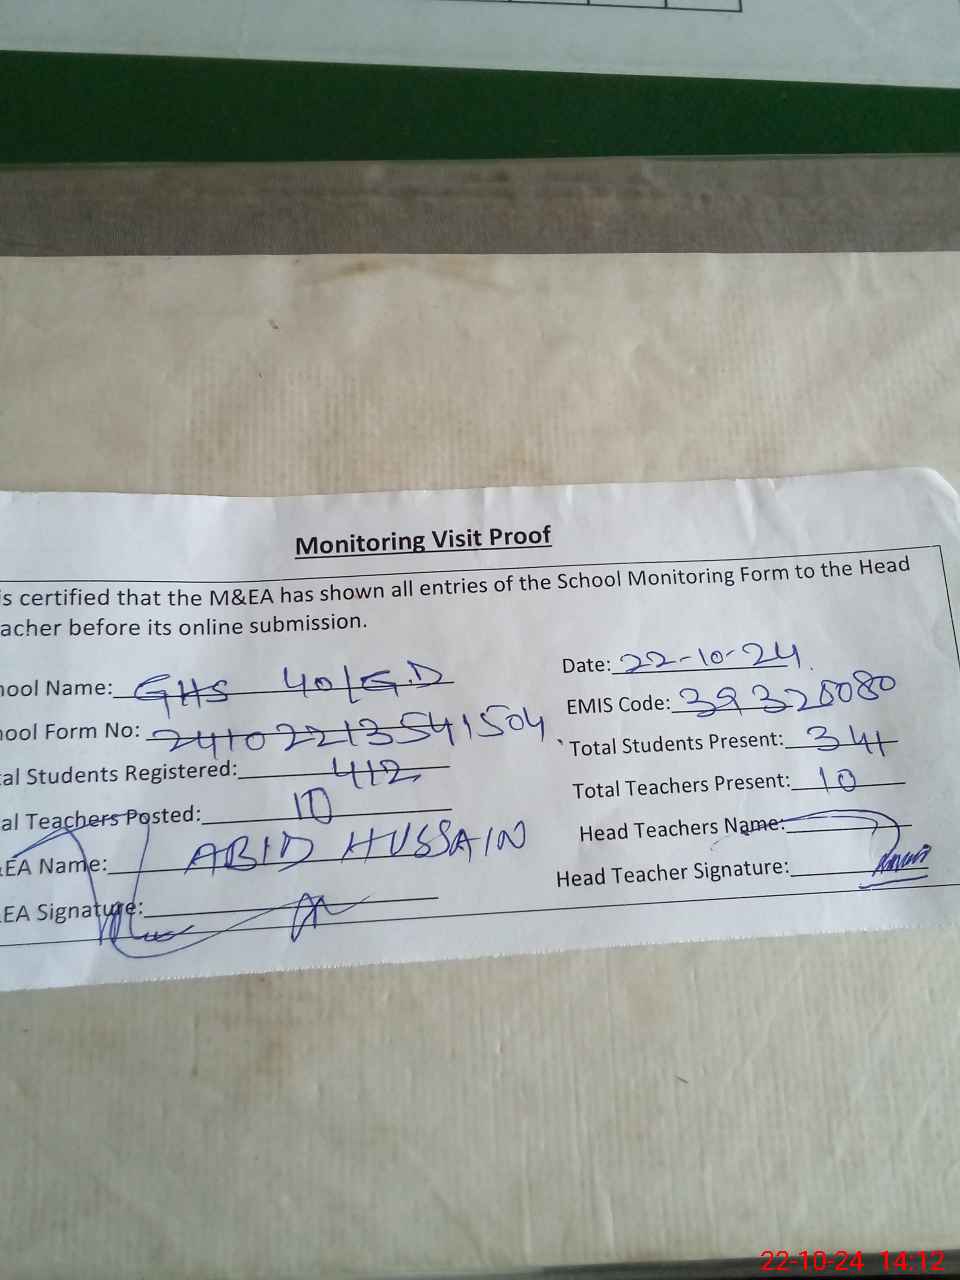 Monitoring Visit Proof
is certified that the M&EA has shown all entries of the School Monitoring Form to the Head
acher before its online submission.
hool Name: GHS 40/G.D
Date: 22-10-24
hool Form No: 2410221354 1504
EMIS Code: 39320080
al Students Registered: 412
Total Students Present: 341
al Teachers Posted: 10
Total Teachers Present: 10
EA Name: ABID HUSSAIN
Head Teachers Name:
EA Signature:
Head Teacher Signature:
22-10-24 14:12